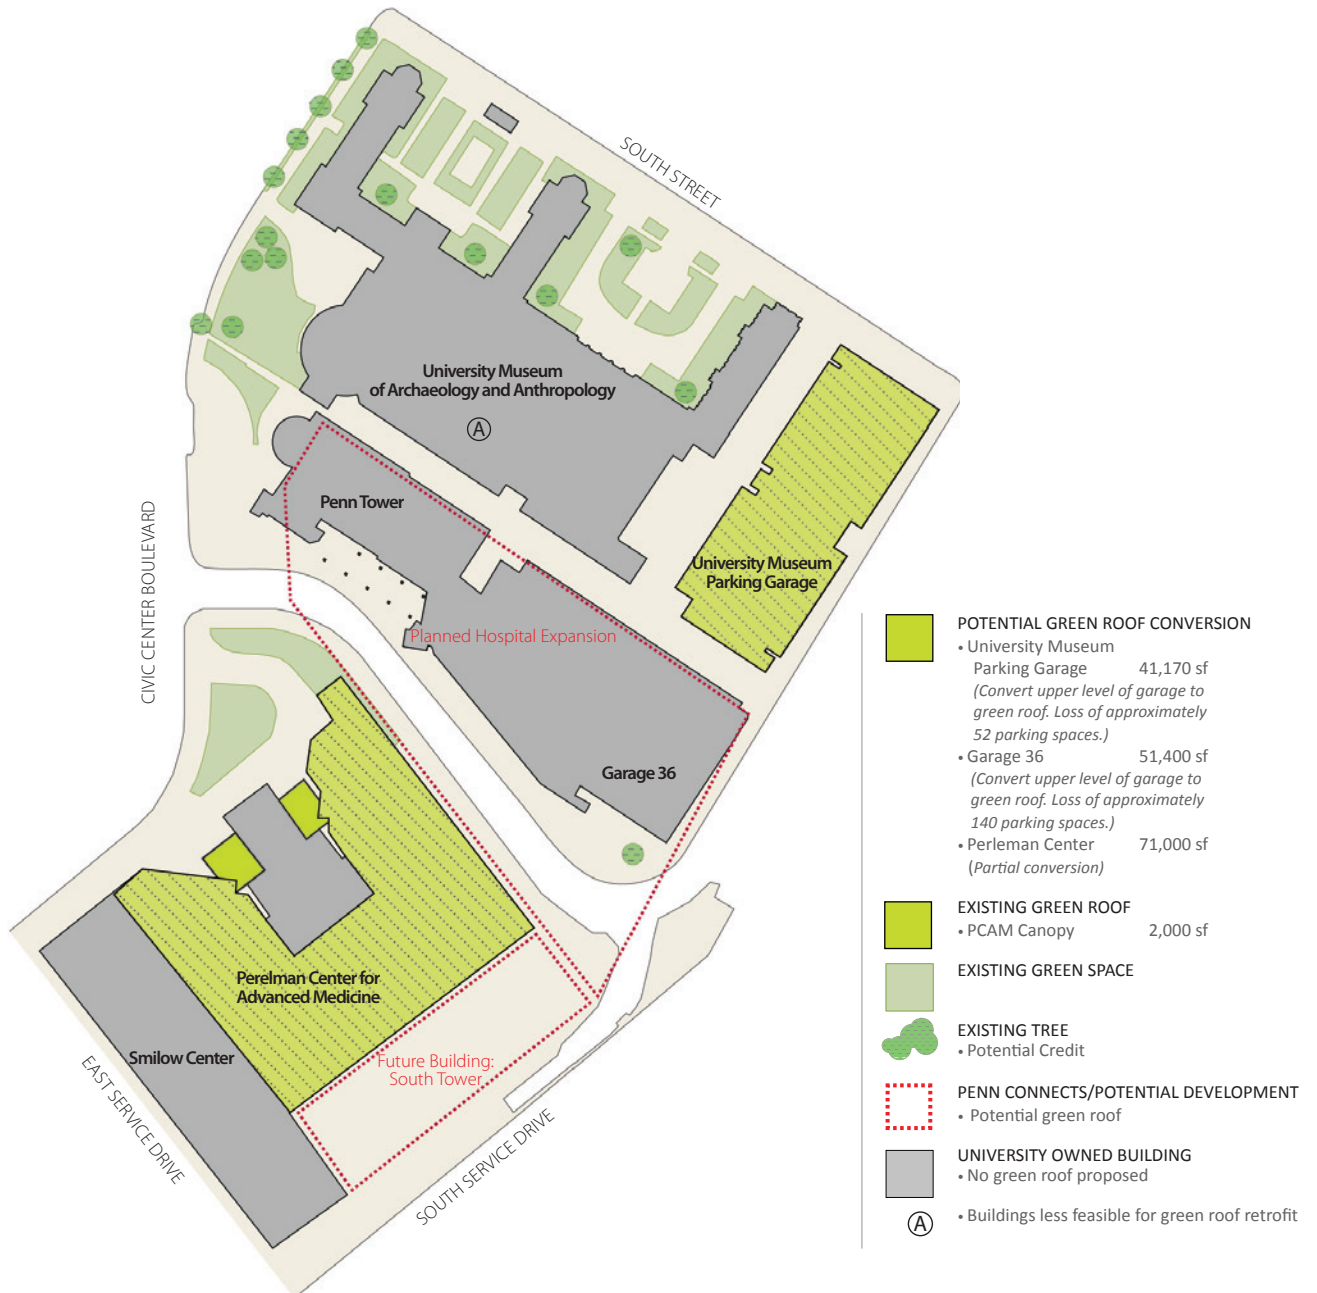 SOUTH STREET
University Museum
of Archaeology and Anthropology
A
Penn Tower
CIVIC CENTER BOULEVARD
University Museum
Parking Garage
Planned Hospital Expansion
Garage 36
Perelman Center for
Advanced Medicine
Smilow Center
Future Building:
South Tower
EAST SERVICE DRIVE
SOUTH SERVICE DRIVE
POTENTIAL GREEN ROOF CONVERSION
• University Museum
Parking Garage 41,170 sf
(Convert upper level of garage to
green roof. Loss of approximately
52 parking spaces.)
• Garage 36 51,400 sf
(Convert upper level of garage to
green roof. Loss of approximately
140 parking spaces.)
• Perleman Center 71,000 sf
(Partial conversion)
EXISTING GREEN ROOF
• PCAM Canopy 2,000 sf
EXISTING GREEN SPACE
EXISTING TREE
• Potential Credit
PENN CONNECTS/POTENTIAL DEVELOPMENT
• Potential green roof
UNIVERSITY OWNED BUILDING
• No green roof proposed
A • Buildings less feasible for green roof retrofit